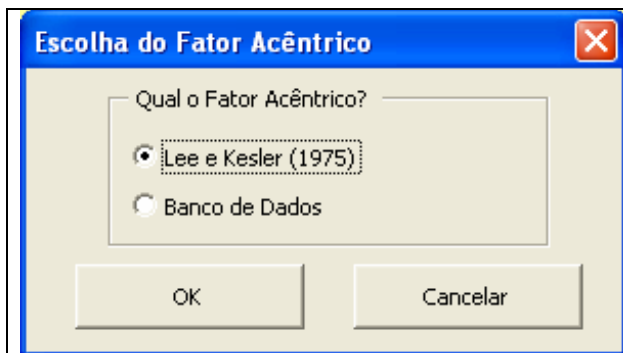 Escolha do Fator Acêntrico
Qual o Fator Acêntrico?
Lee e Kesler (1975)
Banco de Dados
OK
Cancelar